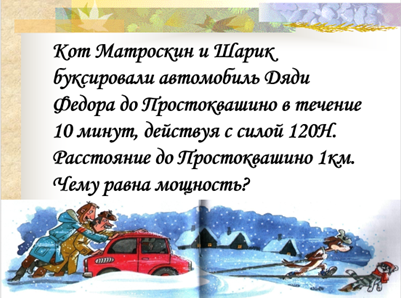 Кот Матроскин и Шарик
буксировали автомобиль Дяди
Федора до Простоквашино в течение
10 минут, действуя с силой 120Н.
Расстояние до Простоквашино 1км.
Чему равна мощность?